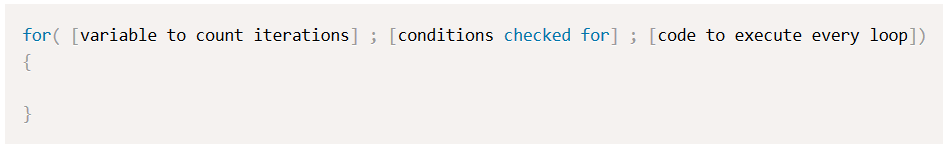 for( [variable to count iterations] ; [conditions checked for] ; [code to execute every loop])
{
}